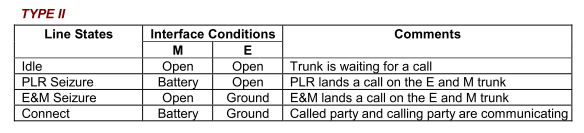 TYPE II
Line States Interface Conditions Comments
M E
Idle Open Open Trunk is waiting for a call
PLR Seizure Battery Open PLR lands a call on the E and M trunk
E&M Seizure Open Ground E&M lands a call on the E and M trunk
Connect Battery Ground Called party and calling party are communicating